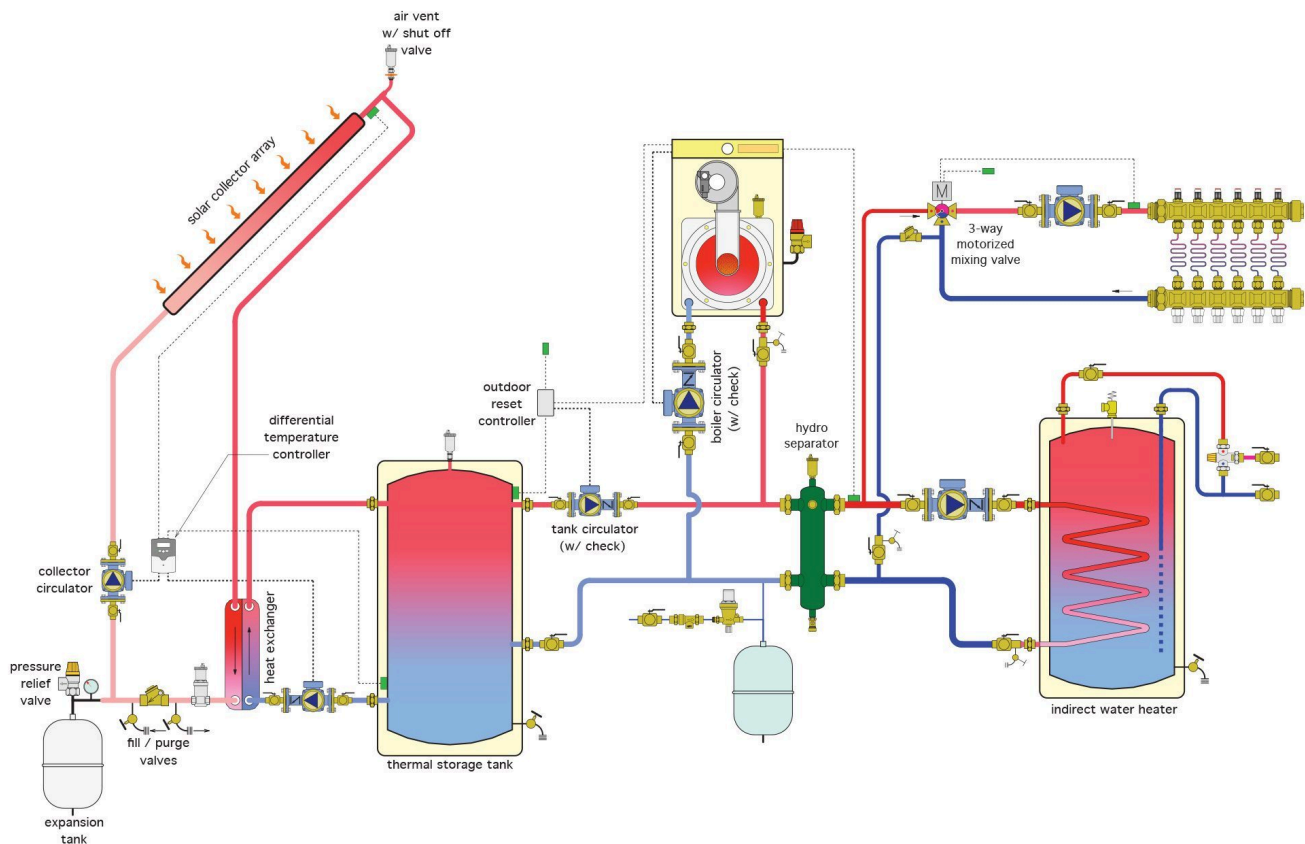 air vent
w/ shut off
valve
solar collector array
M
3-way
motorized
mixing valve
outdoor
reset
controller
boiler circulator
(w/ check)
hydro
separator
differential
temperature
controller
tank circulator
(w/ check)
collector
circulator
heat exchanger
pressure
relief
valve
fill / purge
valves
thermal storage tank
indirect water heater
expansion
tank